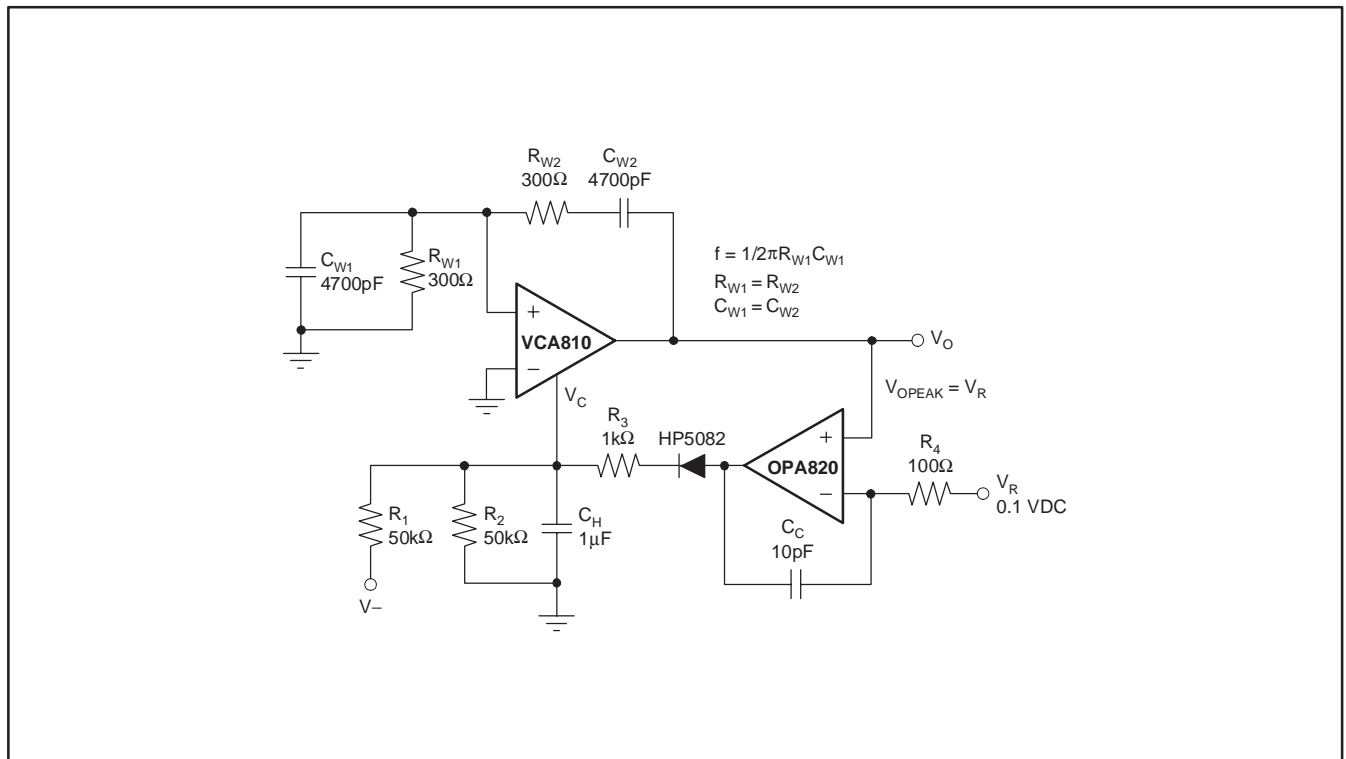 R_W2
300Ω
C_W2
4700pF
f = 1/2πR_W1C_W1
R_W1 = R_W2
C_W1 = C_W2
C_W1
4700pF
R_W1
300Ω
+
VCA810
−
V_O
V_C
V_OPEAK = V_R
R_3
1kΩ
HP5082
+
OPA820
−
R_4
100Ω
V_R
0.1 VDC
R_1
50kΩ
R_2
50kΩ
C_H
1µF
C_C
10pF
V−